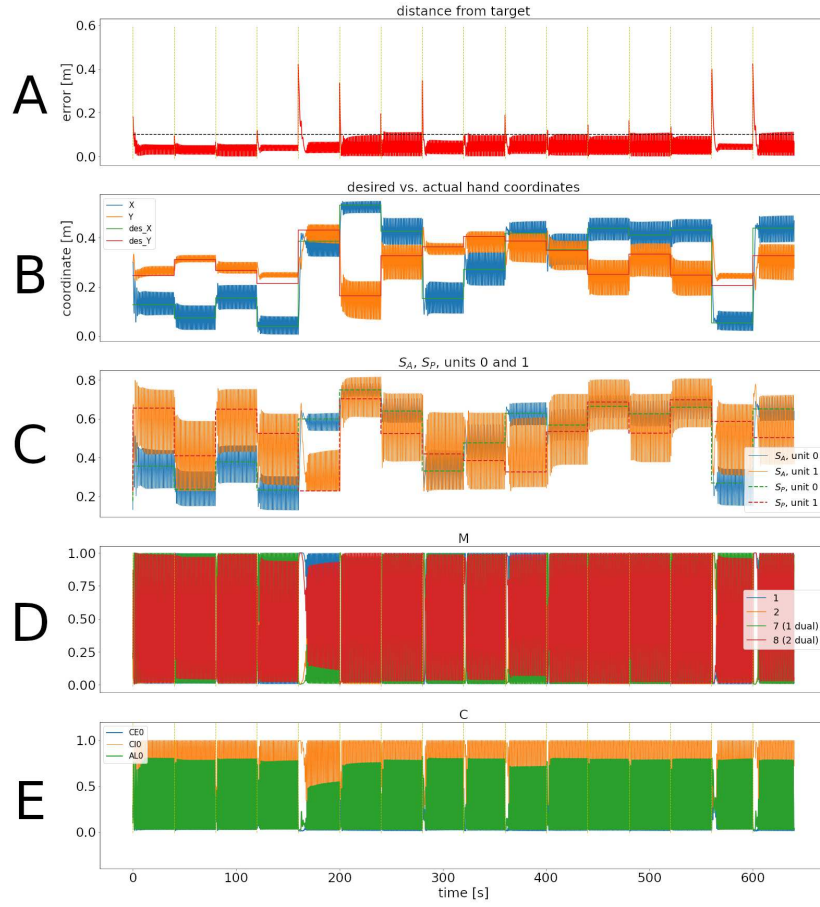 distance from target
A
error [m]
0.6
0.4
0.2
0.0
desired vs. actual hand coordinates
B
coordinate [m]
0.4
0.2
0.0
X
Y
des_X
des_Y
S_A, S_P, units 0 and 1
C
0.8
0.6
0.4
0.2
S_A, unit 0
S_A, unit 1
S_P, unit 0
S_P, unit 1
M
D
1.00
0.75
0.50
0.25
0.00
1
2
7 (1 dual)
8 (2 dual)
C
E
1.0
0.5
0.0
CE0
CI0
AL0
0 100 200 300 400 500 600
time [s]